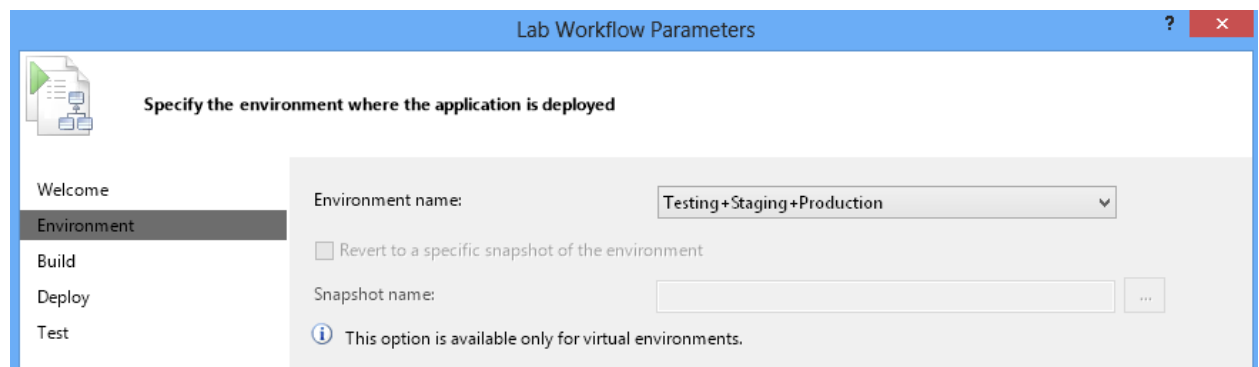 Lab Workflow Parameters
?
Specify the environment where the application is deployed
Welcome
Environment
Build
Deploy
Test
Environment name:
Testing+Staging+Production
Revert to a specific snapshot of the environment
Snapshot name:
...
This option is available only for virtual environments.